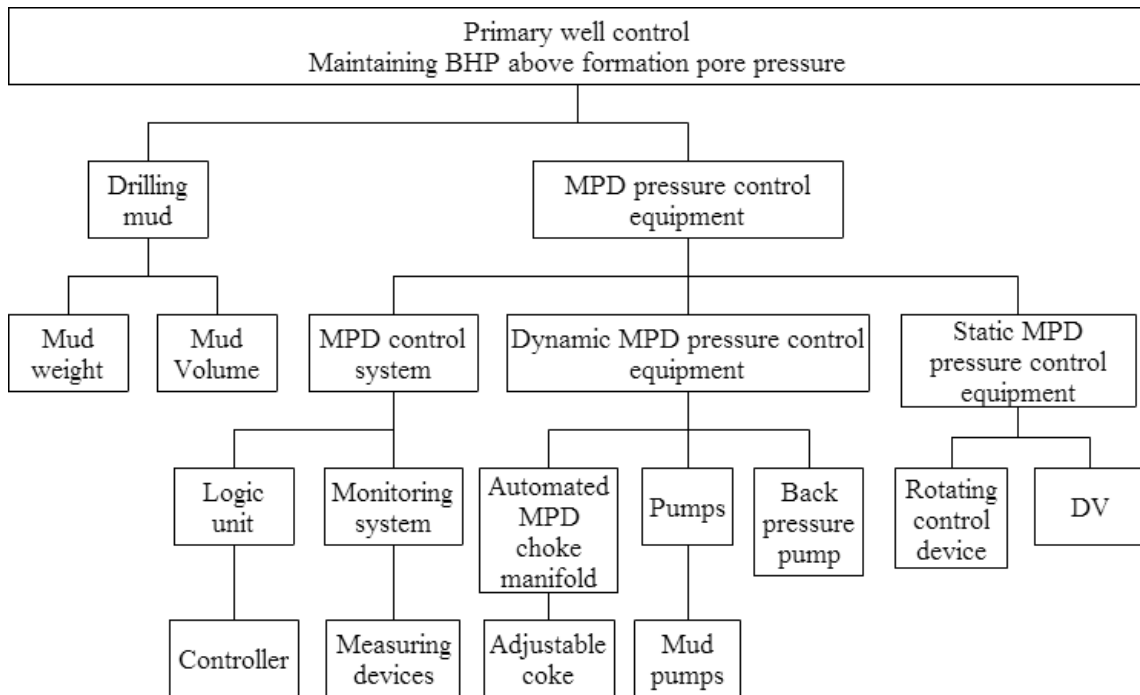 Primary well control
Maintaining BHP above formation pore pressure
Drilling
mud
MPD pressure control
equipment
Mud
weight
Mud
Volume
MPD control
system
Dynamic MPD pressure control
equipment
Static MPD
pressure control
equipment
Logic
unit
Monitoring
system
Automated
MPD
choke
manifold
Pumps
Back
pressure
pump
Rotating
control
device
DV
Controller
Measuring
devices
Adjustable
coke
Mud
pumps